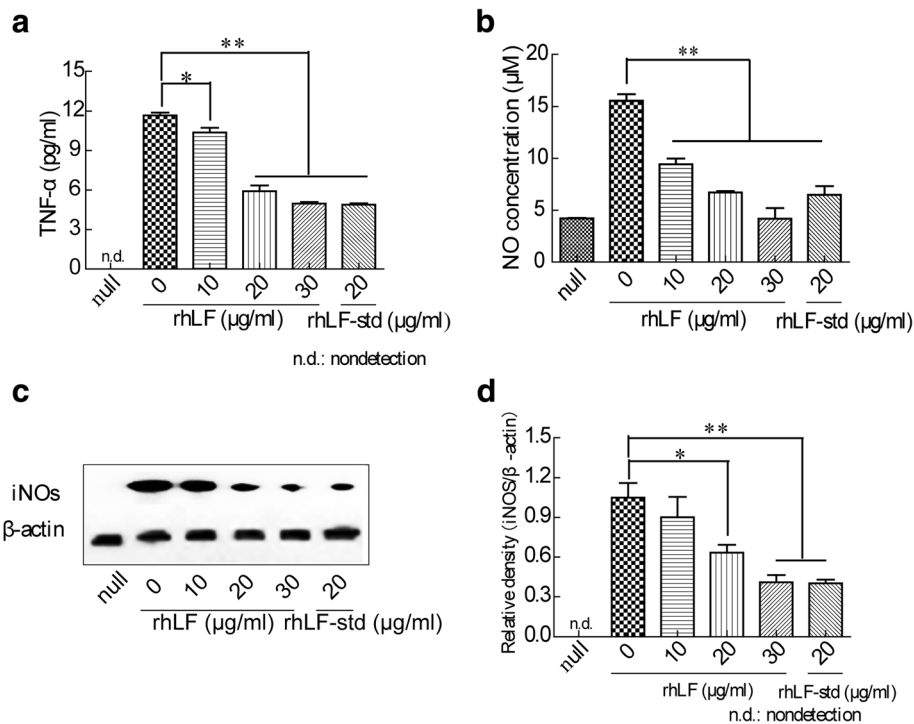 a
TNF-α (pg/ml)
15
12
9
6
3
0
**
*
n.d.
null
0
10
20
30
20
rhLF (μg/ml)
rhLF-std (μg/ml)
n.d.: nondetection
b
NO concentration (μM)
20
15
10
5
0
**
null
0
10
20
30
20
rhLF (μg/ml)
rhLF-std (μg/ml)
c
iNOs
β-actin
null
0
10
20
30
20
rhLF (μg/ml)
rhLF-std (μg/ml)
d
Relative density (iNOS/β -actin)
1.5
1.2
0.9
0.6
0.3
0.0
**
*
n.d.
null
0
10
20
30
20
rhLF (μg/ml)
rhLF-std (μg/ml)
n.d.: nondetection